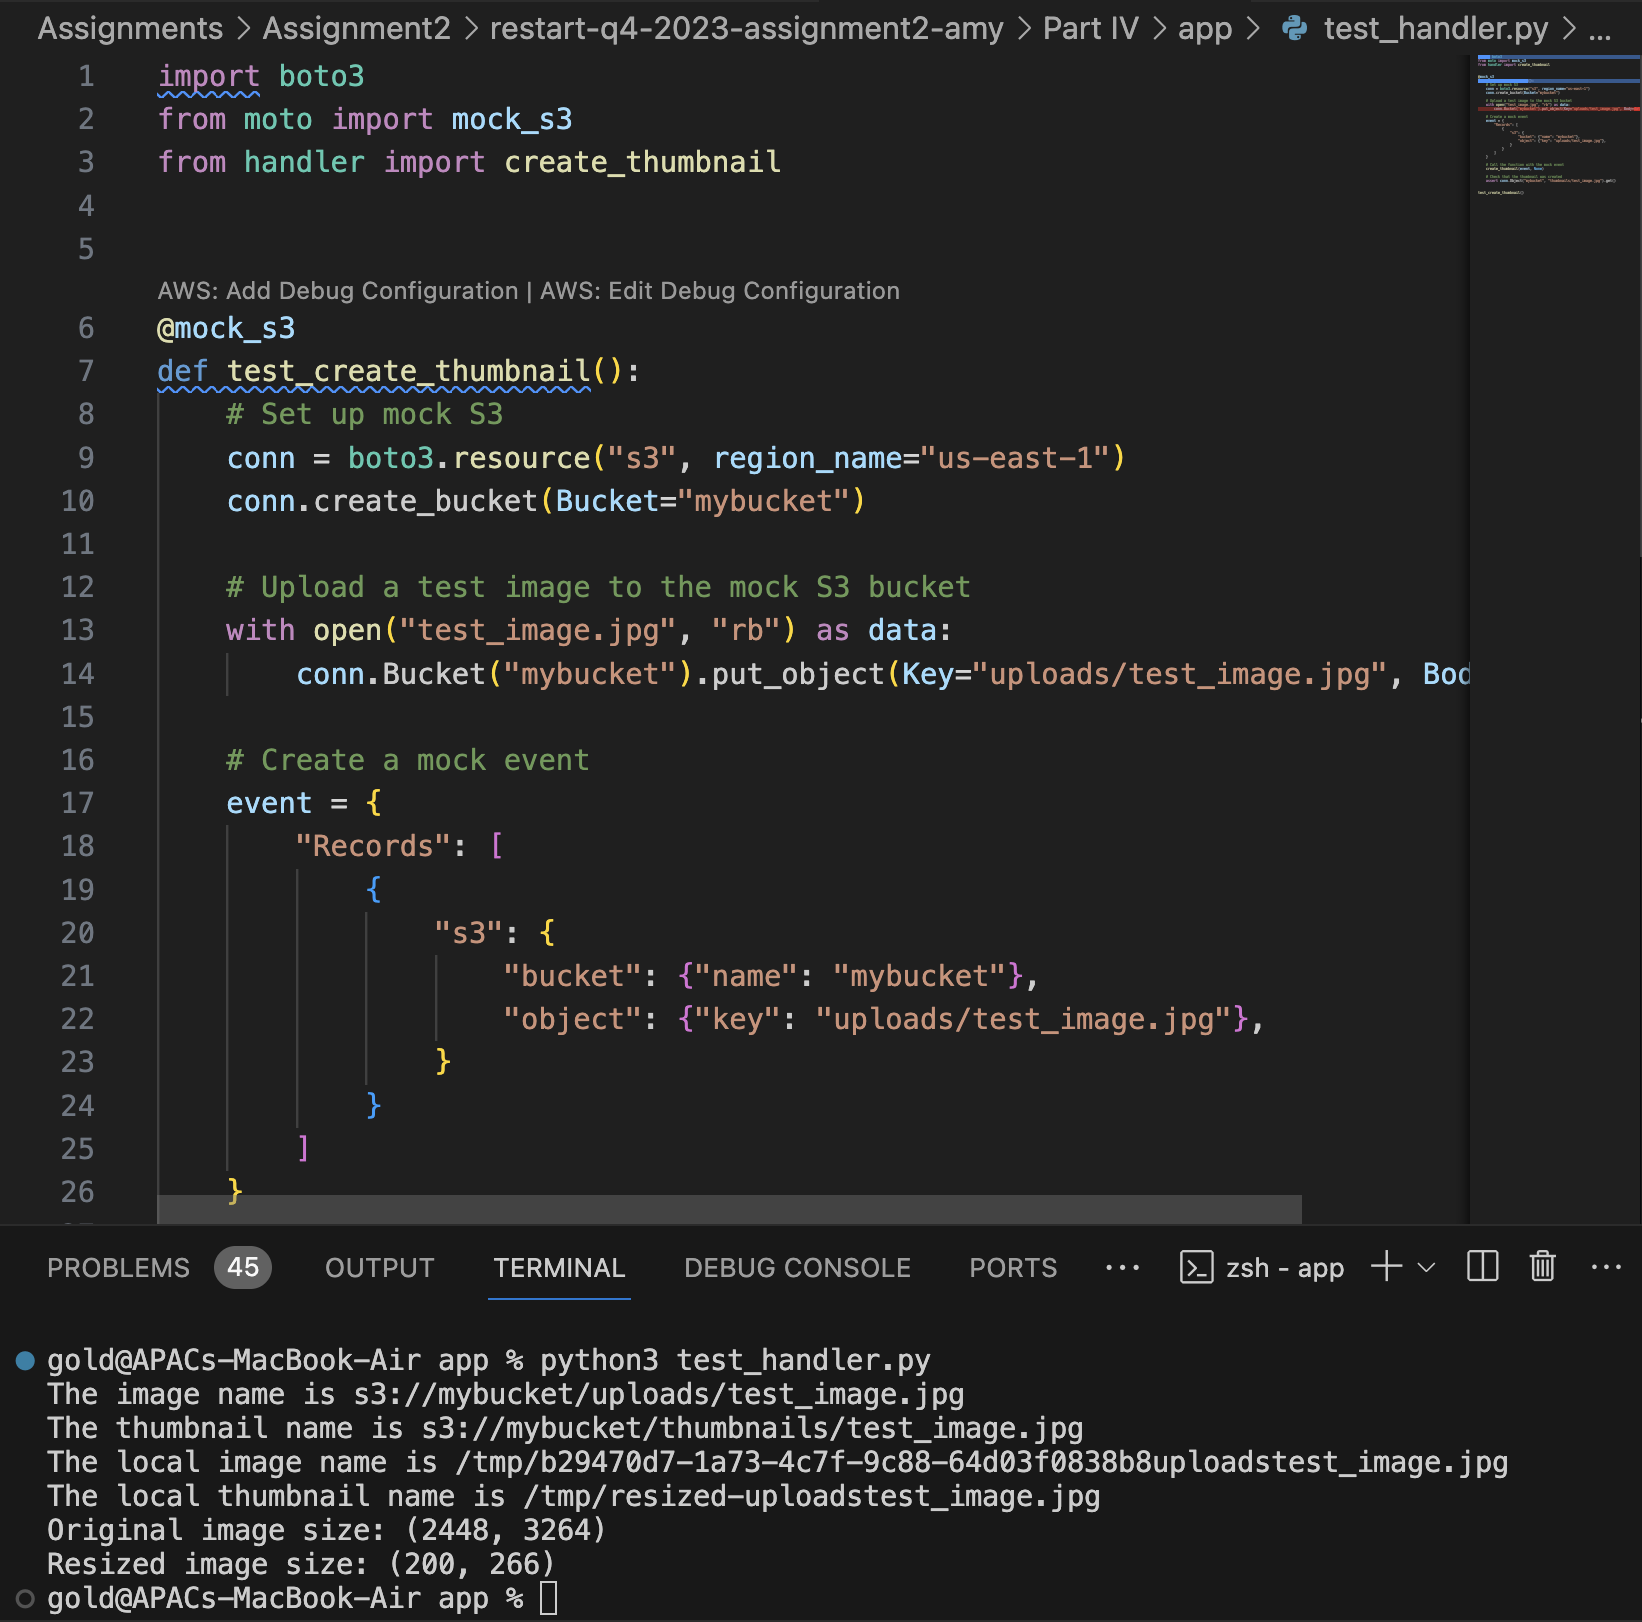 Assignments > Assignment2 > restart-q4-2023-assignment2-amy > Part IV > app > test_handler.py > ...
1 import boto3
2 from moto import mock_s3
3 from handler import create_thumbnail
4
5
AWS: Add Debug Configuration | AWS: Edit Debug Configuration
6 @mock_s3
7 def test_create_thumbnail():
8 # Set up mock S3
9 conn = boto3.resource("s3", region_name="us-east-1")
10 conn.create_bucket(Bucket="mybucket")
11
12 # Upload a test image to the mock S3 bucket
13 with open("test_image.jpg", "rb") as data:
14 conn.Bucket("mybucket").put_object(Key="uploads/test_image.jpg", Bod
15
16 # Create a mock event
17 event = {
18 "Records": [
19 {
20 "s3": {
21 "bucket": {"name": "mybucket"},
22 "object": {"key": "uploads/test_image.jpg"},
23 }
24 }
25 ]
26 }
PROBLEMS 45 OUTPUT TERMINAL DEBUG CONSOLE PORTS ... zsh - app
gold@APACs-MacBook-Air app % python3 test_handler.py
The image name is s3://mybucket/uploads/test_image.jpg
The thumbnail name is s3://mybucket/thumbnails/test_image.jpg
The local image name is /tmp/b29470d7-1a73-4c7f-9c88-64d03f0838b8uploadstest_image.jpg
The local thumbnail name is /tmp/resized-uploadstest_image.jpg
Original image size: (2448, 3264)
Resized image size: (200, 266)
gold@APACs-MacBook-Air app %